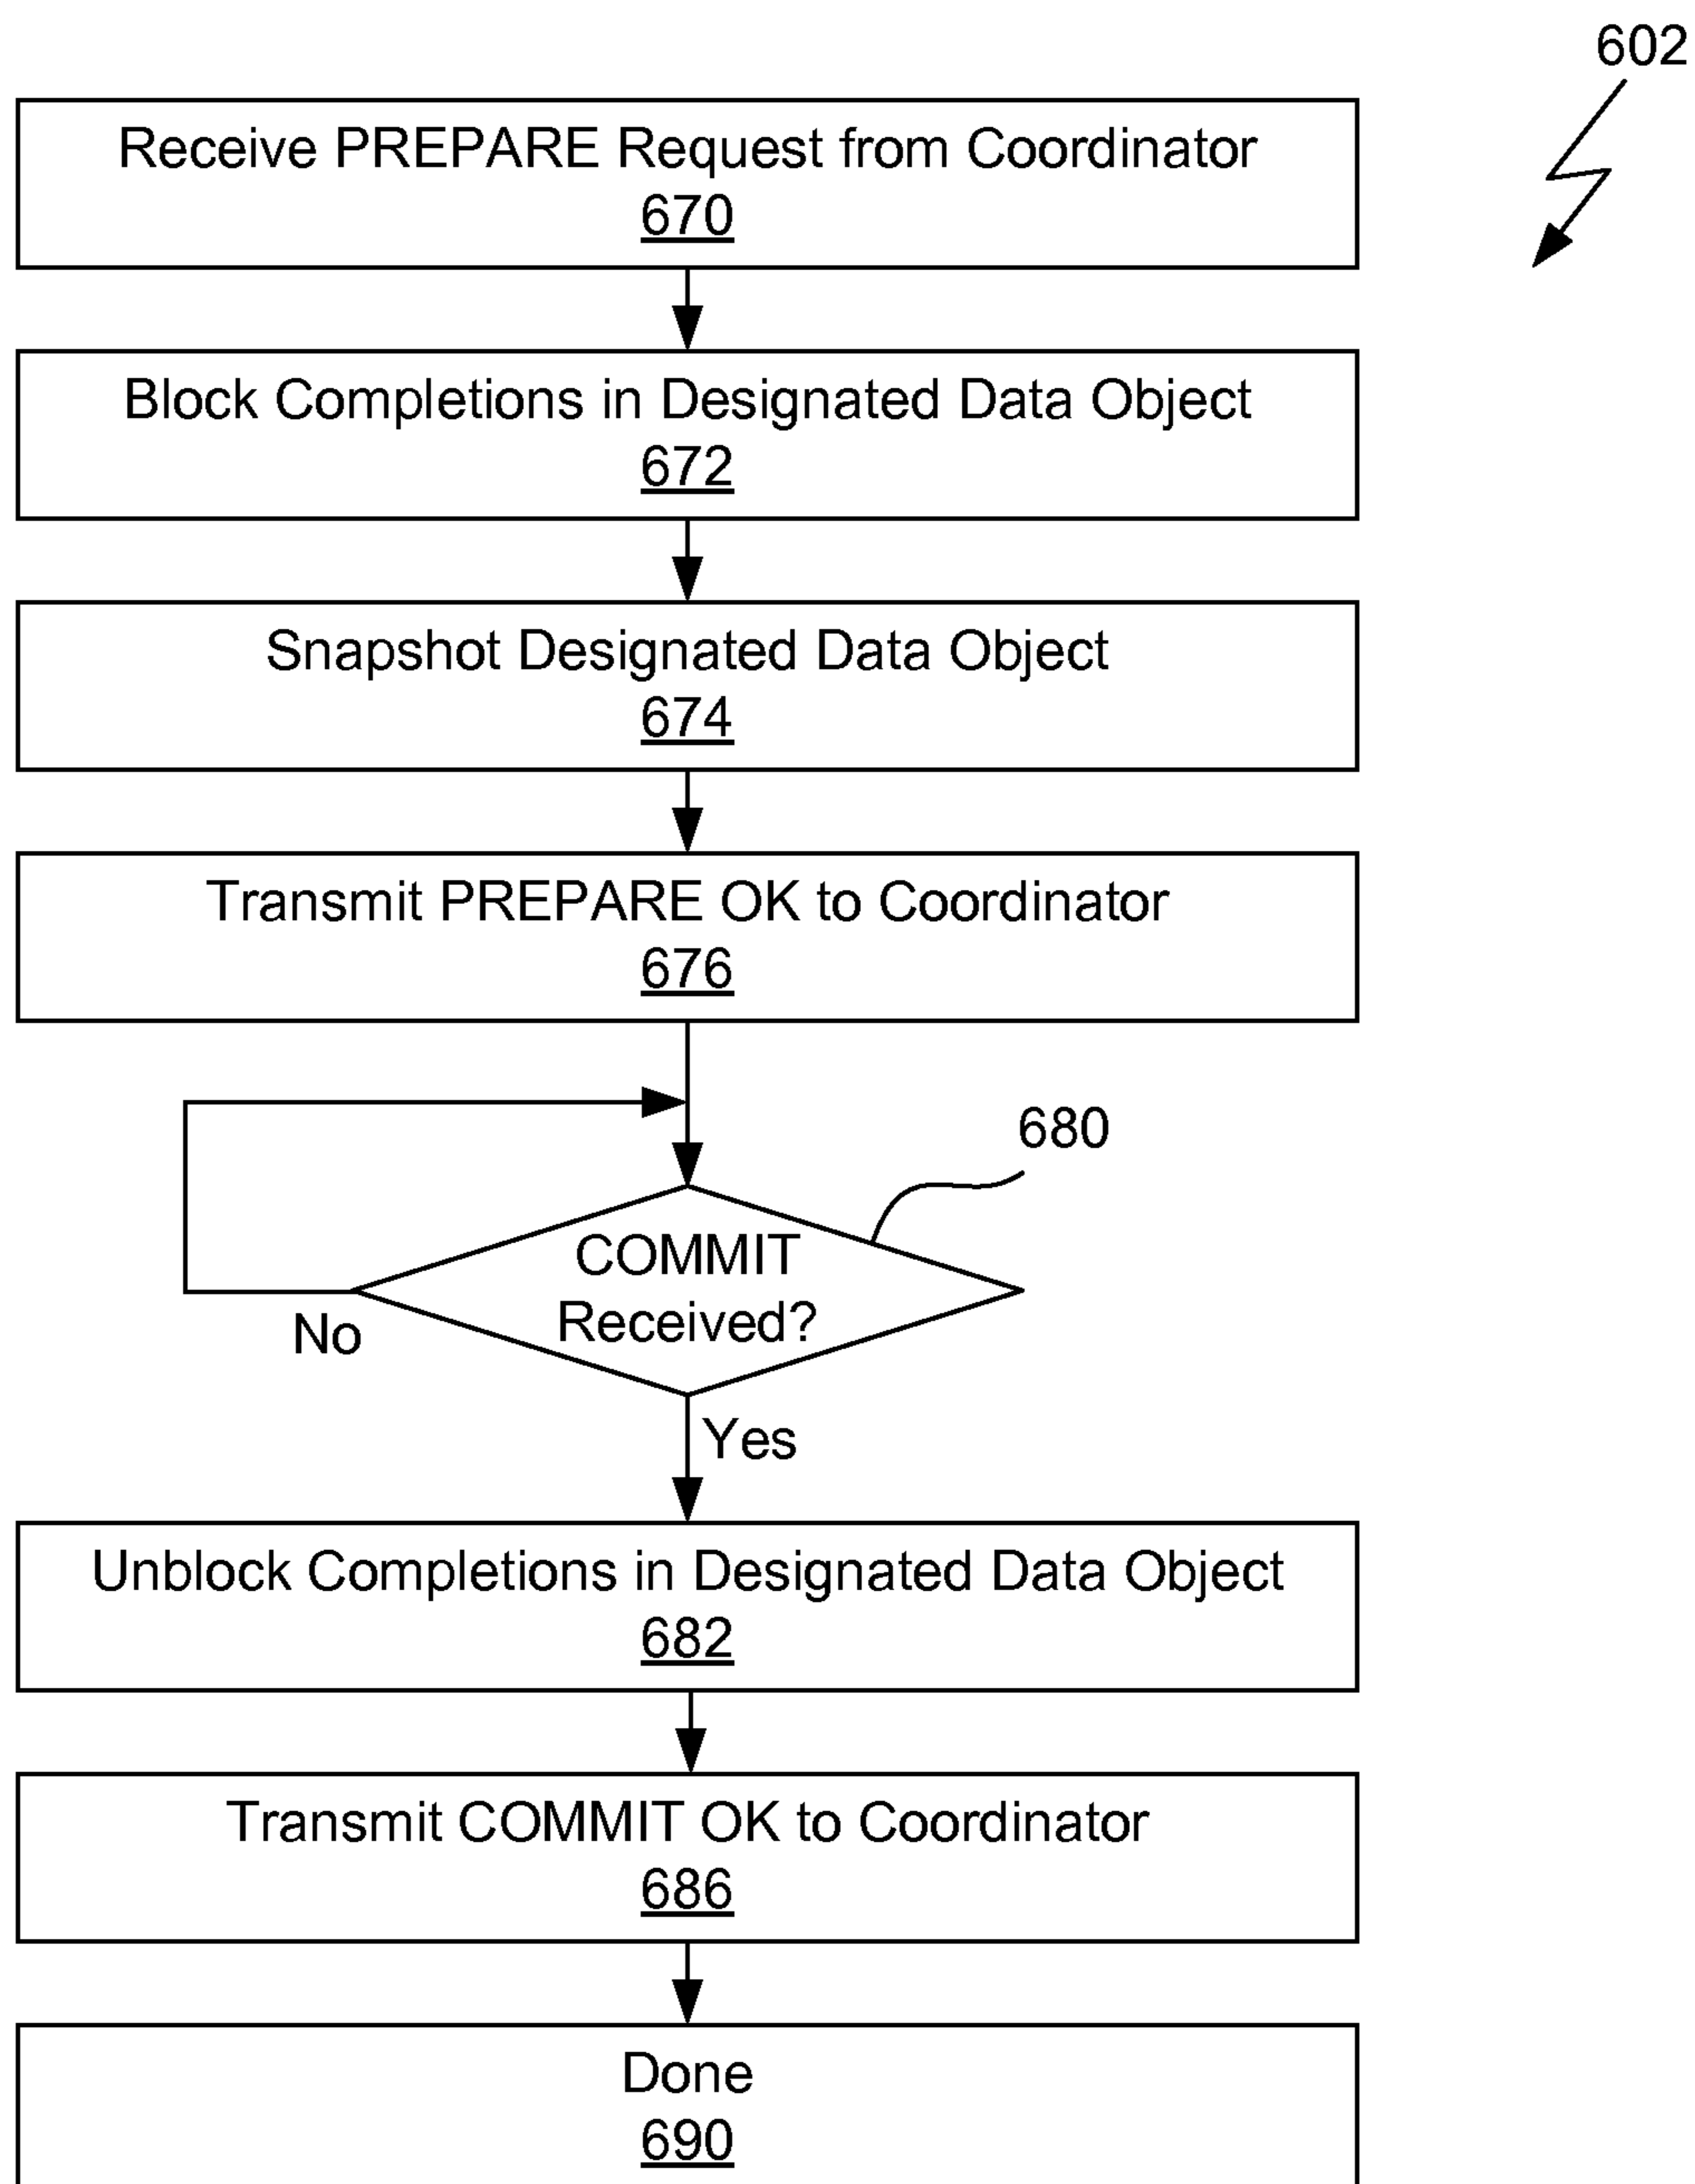 602
Receive PREPARE Request from Coordinator
670
Block Completions in Designated Data Object
672
Snapshot Designated Data Object
674
Transmit PREPARE OK to Coordinator
676
680
COMMIT
Received?
No
Yes
Unblock Completions in Designated Data Object
682
Transmit COMMIT OK to Coordinator
686
Done
690